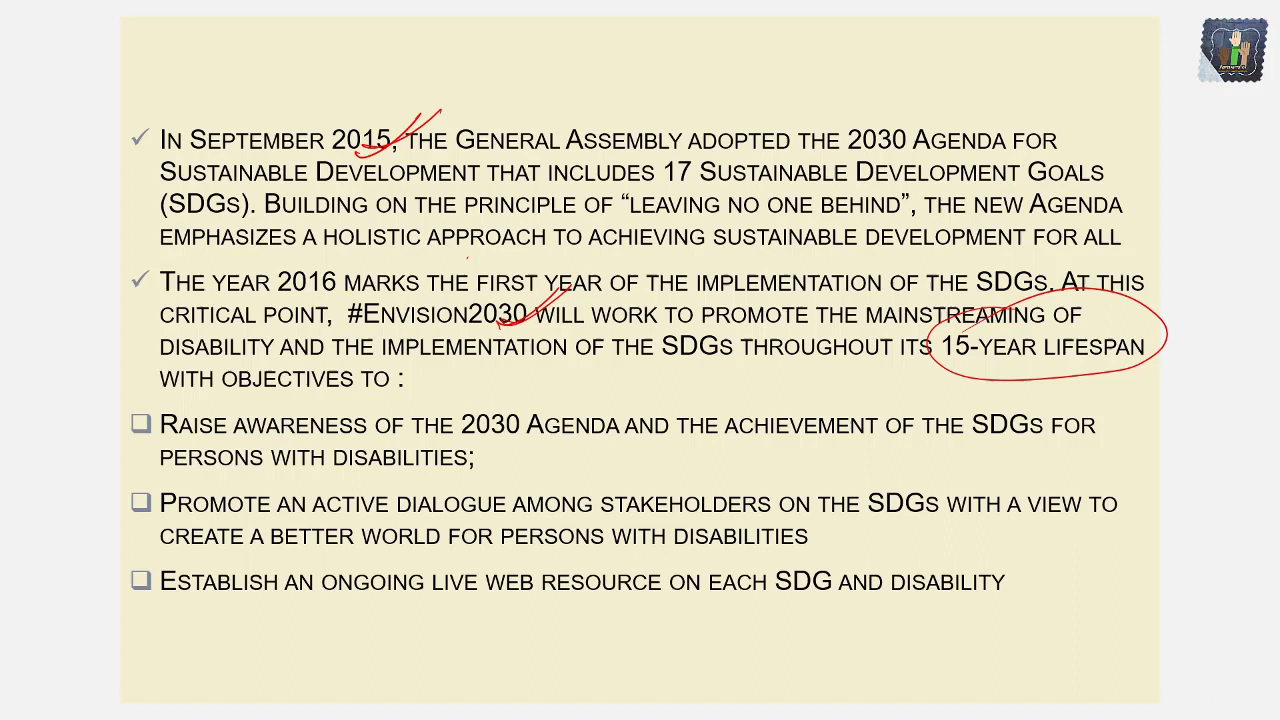 ✓ In September 2015, the General Assembly adopted the 2030 Agenda for
Sustainable Development that includes 17 Sustainable Development Goals
(SDGs). Building on the principle of “leaving no one behind”, the new Agenda
emphasizes a holistic approach to achieving sustainable development for all
✓ The year 2016 marks the first year of the implementation of the SDGs. At this
critical point, #Envision2030 will work to promote the mainstreaming of
disability and the implementation of the SDGs throughout its 15-year lifespan
with objectives to :
❑ Raise awareness of the 2030 Agenda and the achievement of the SDGs for
persons with disabilities;
❑ Promote an active dialogue among stakeholders on the SDGs with a view to
create a better world for persons with disabilities
❑ Establish an ongoing live web resource on each SDG and disability